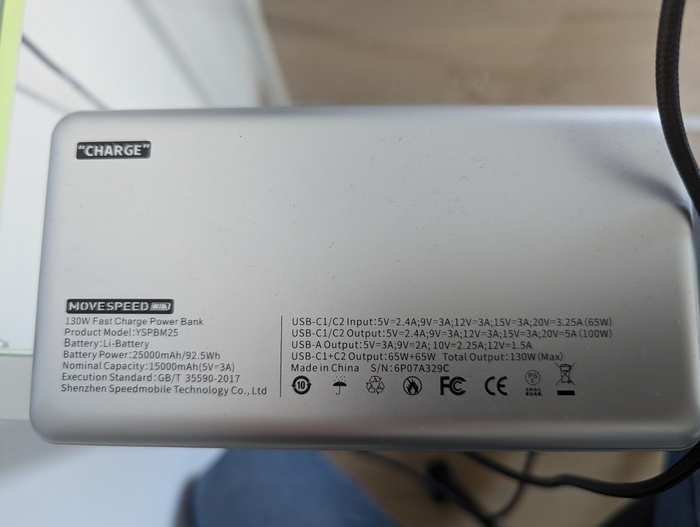 "CHARGE"
MOVESPEED
130W Fast Charge Power Bank
Product Model:YSPBM25
Battery:Li-Battery
Battery Power:25000mAh/92.5Wh
Nominal Capacity:15000mAh(5V=3A)
Execution Standard:GB/T 35590-2017
Shenzhen Speedmobile Technology Co., Ltd
USB-C1/C2 Input:5V=2.4A;9V=3A;12V=3A;15V=3A;20V=3.25A(65W)
USB-C1/C2 Output:5V=2.4A;9V=3A;12V=3A;15V=3A;20V=5A(100W)
USB-A Output:5V=3A;9V=2A; 10V=2.25A;12V=1.5A
USB-C1+C2 Output:65W+65W Total Output:130W(Max)
Made in China S/N:6P07A329C
10 FC CE